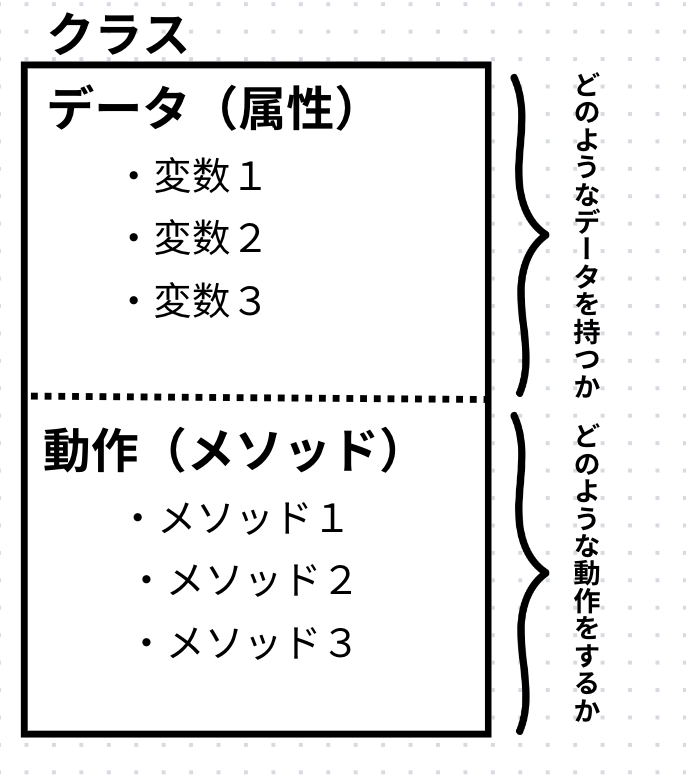 クラス
データ（属性）
・変数１
・変数２
・変数３
どのようなデータを持つか
動作（メソッド）
・メソッド１
・メソッド２
・メソッド３
どのような動作をするか